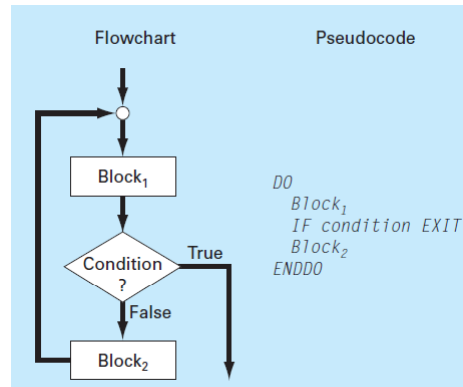 Flowchart
Pseudocode
Block₁
Condition
?
True
False
Block₂
DO
Block₁
IF condition EXIT
Block₂
ENDDO